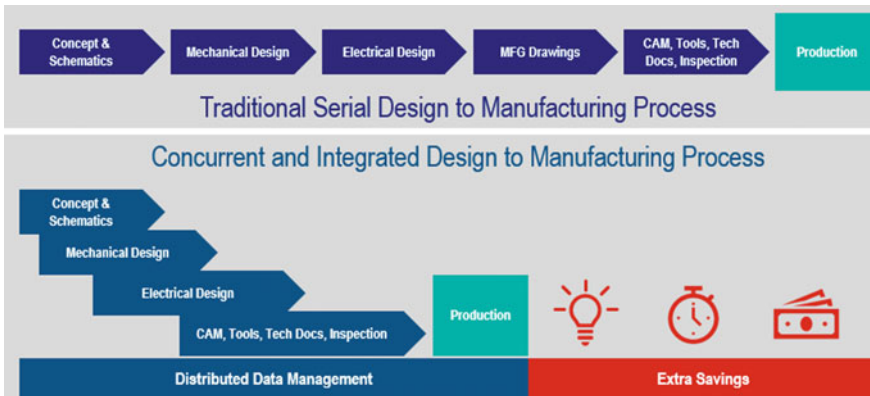 Concept &
Schematics
Mechanical Design
Electrical Design
MFG Drawings
CAM, Tools, Tech
Docs, Inspection
Production
Traditional Serial Design to Manufacturing Process
Concurrent and Integrated Design to Manufacturing Process
Concept &
Schematics
Mechanical Design
Electrical Design
CAM, Tools, Tech Docs, Inspection
Production
Distributed Data Management
Extra Savings